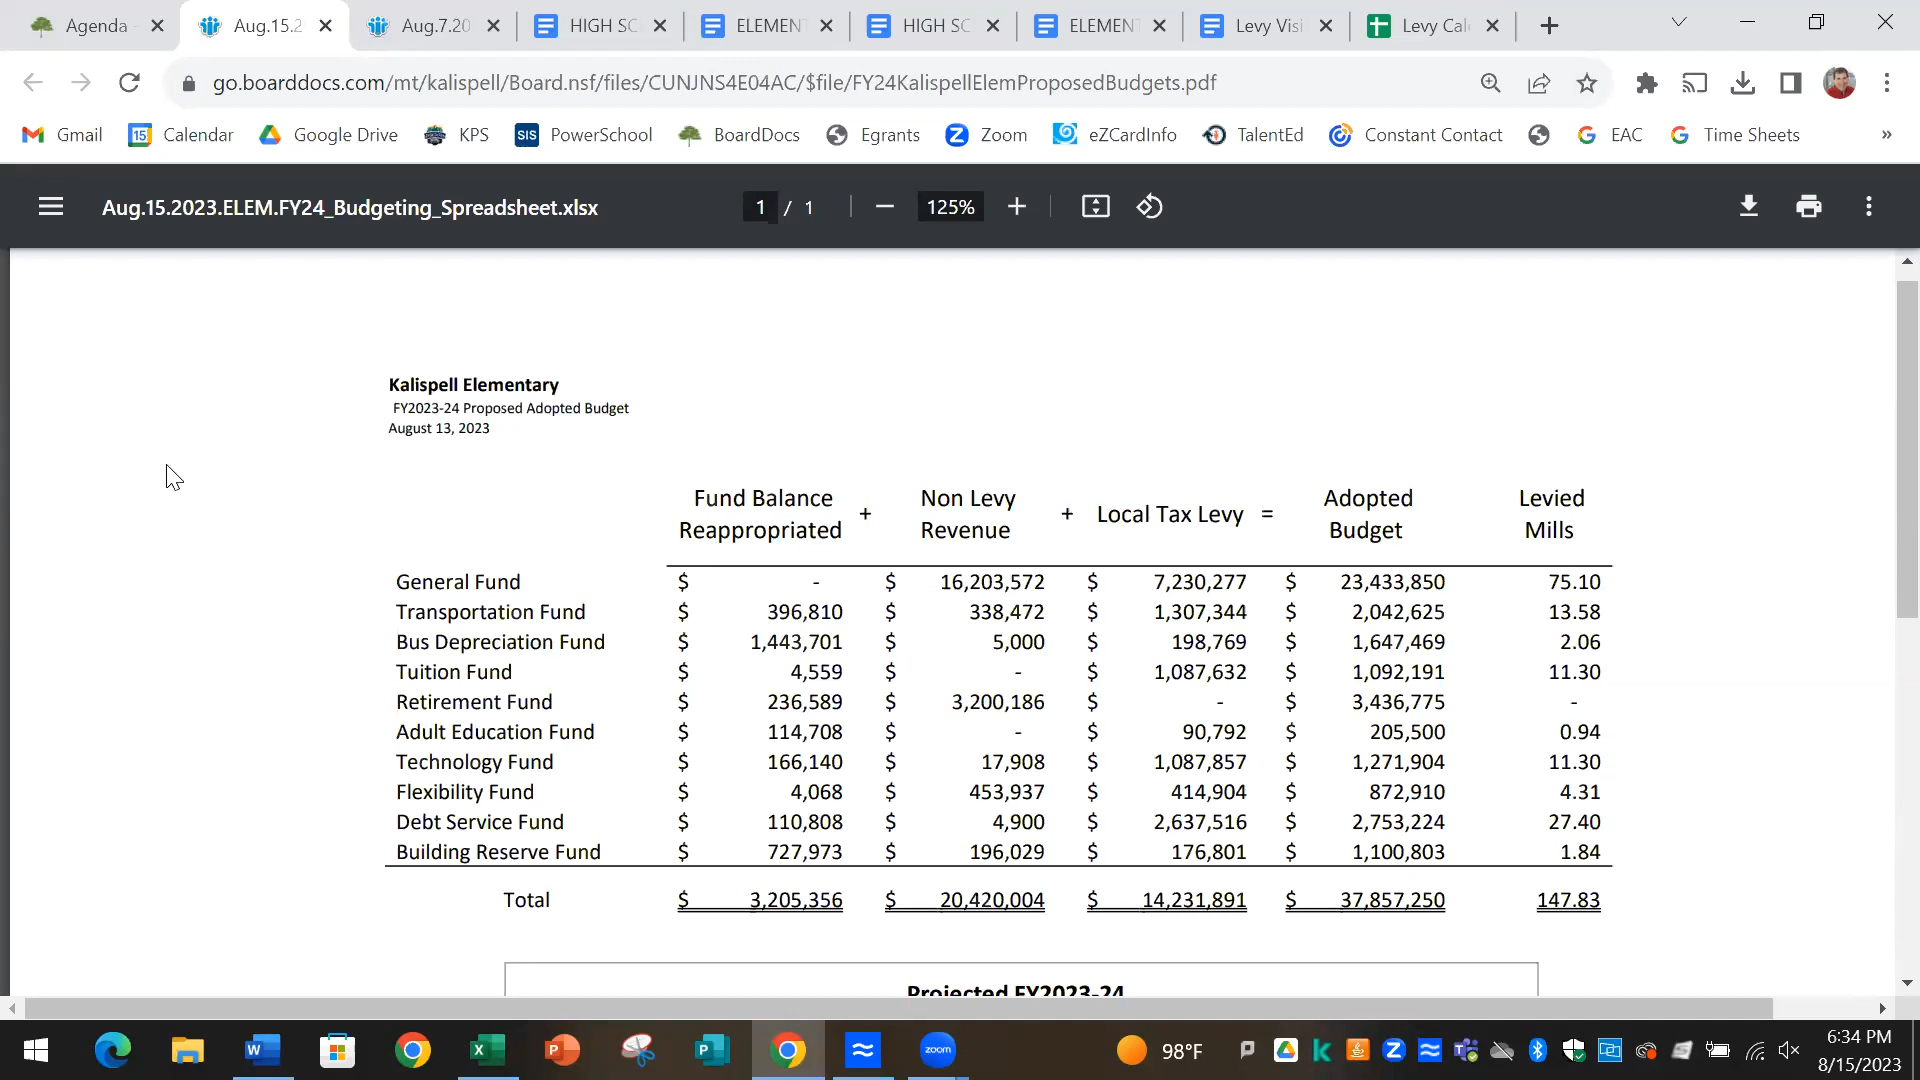 Agenda
Aug.15.2
Aug.7.20
HIGH SC
ELEMEN
HIGH SC
ELEMENT
Levy Visi
Levy Cal
go.boarddocs.com/mt/kalispell/Board.nsf/files/CUNJNS4E04AC/$file/FY24KalispellElemProposedBudgets.pdf
Gmail 15 Calendar Google Drive KPS SIS PowerSchool BoardDocs Egrants Zoom eZCardInfo TalentEd Constant Contact EAC Time Sheets »
Aug.15.2023.ELEM.FY24_Budgeting_Spreadsheet.xlsx 1 / 1 — 125% +
Kalispell Elementary
FY2023-24 Proposed Adopted Budget
August 13, 2023
Fund Balance Reappropriated + Non Levy Revenue + Local Tax Levy = Adopted Budget Levied Mills
General Fund $ - $ 16,203,572 $ 7,230,277 $ 23,433,850 75.10
Transportation Fund $ 396,810 $ 338,472 $ 1,307,344 $ 2,042,625 13.58
Bus Depreciation Fund $ 1,443,701 $ 5,000 $ 198,769 $ 1,647,469 2.06
Tuition Fund $ 4,559 $ - $ 1,087,632 $ 1,092,191 11.30
Retirement Fund $ 236,589 $ 3,200,186 $ - $ 3,436,775 -
Adult Education Fund $ 114,708 $ - $ 90,792 $ 205,500 0.94
Technology Fund $ 166,140 $ 17,908 $ 1,087,857 $ 1,271,904 11.30
Flexibility Fund $ 4,068 $ 453,937 $ 414,904 $ 872,910 4.31
Debt Service Fund $ 110,808 $ 4,900 $ 2,637,516 $ 2,753,224 27.40
Building Reserve Fund $ 727,973 $ 196,029 $ 176,801 $ 1,100,803 1.84
Total $ 3,205,356 $ 20,420,004 $ 14,231,891 $ 37,857,250 147.83
Projected FY2023-24
zoom 98°F 6:34 PM
8/15/2023